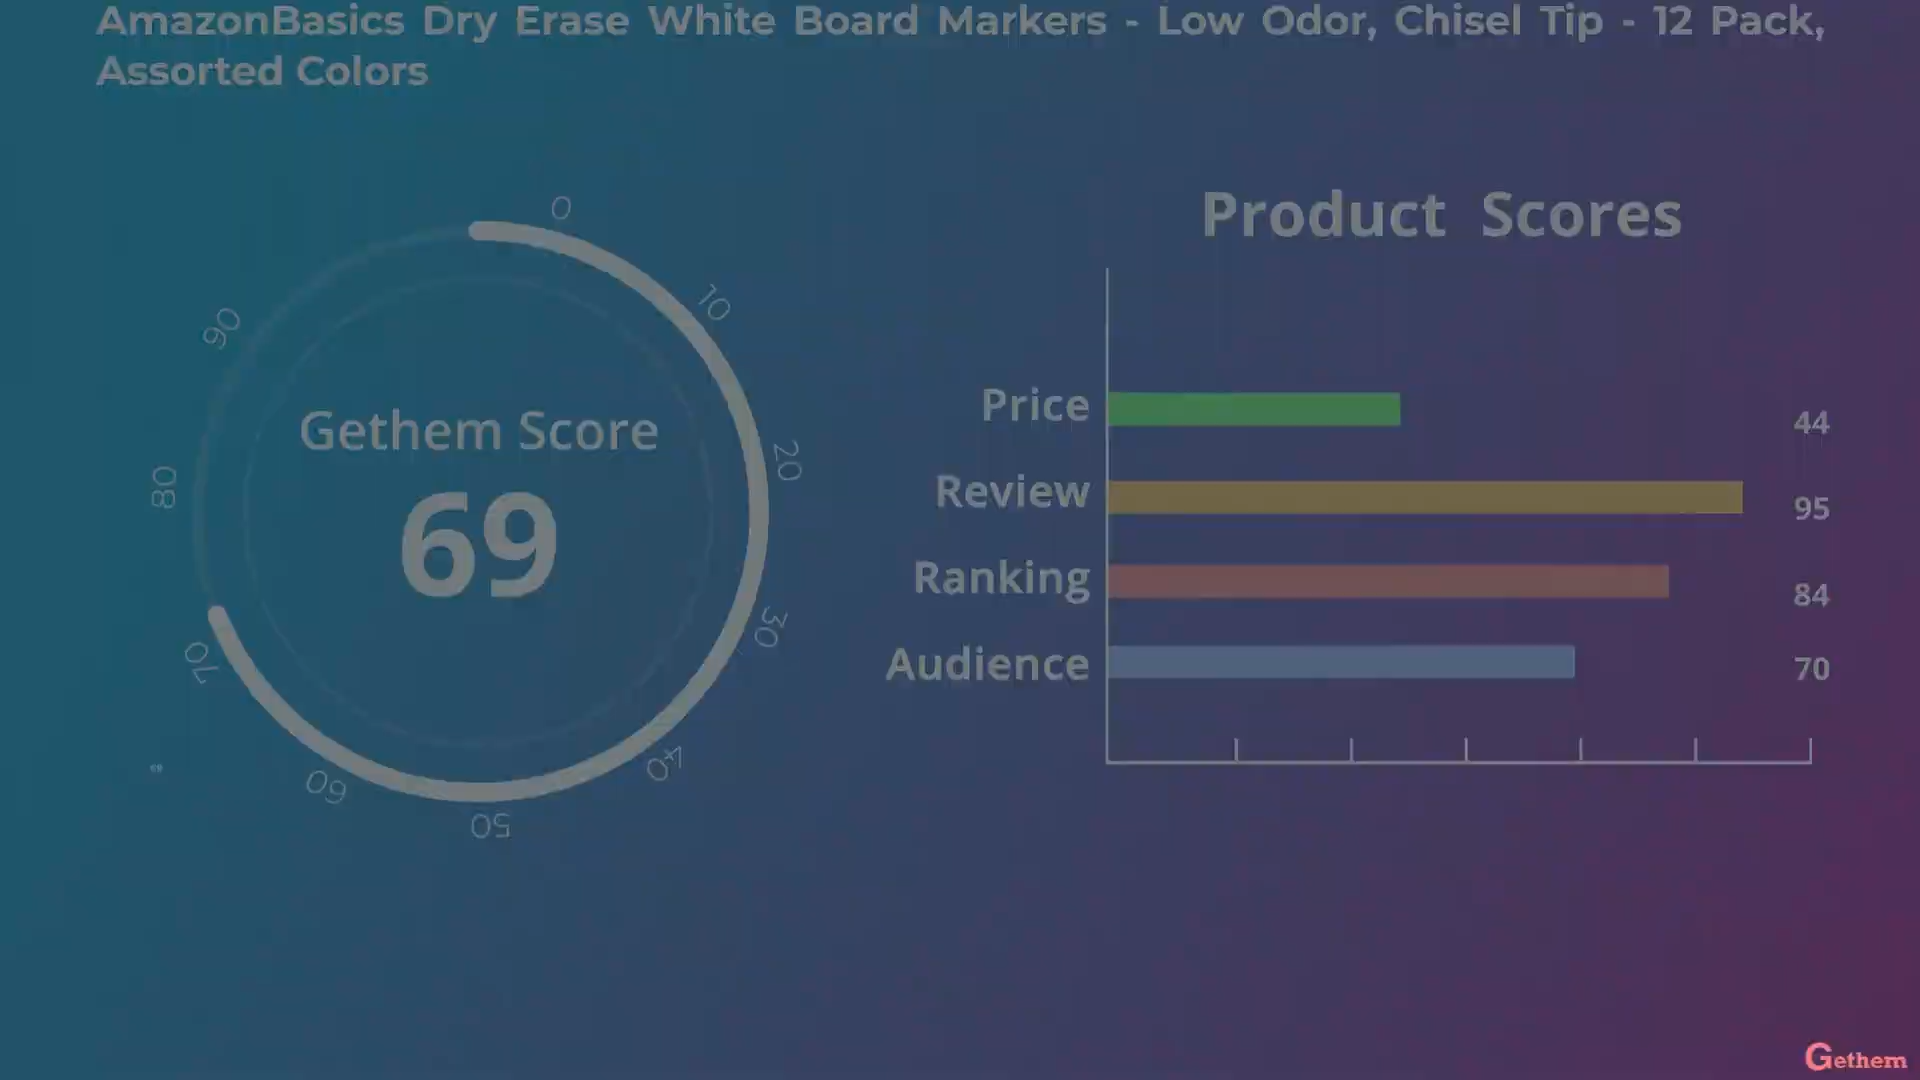 AmazonBasics Dry Erase White Board Markers - Low Odor, Chisel Tip - 12 Pack,
Assorted Colors
Product Scores
0
10
20
30
40
50
60
70
80
90
Gethem Score
69
Price 44
Review 95
Ranking 84
Audience 70
Gethem